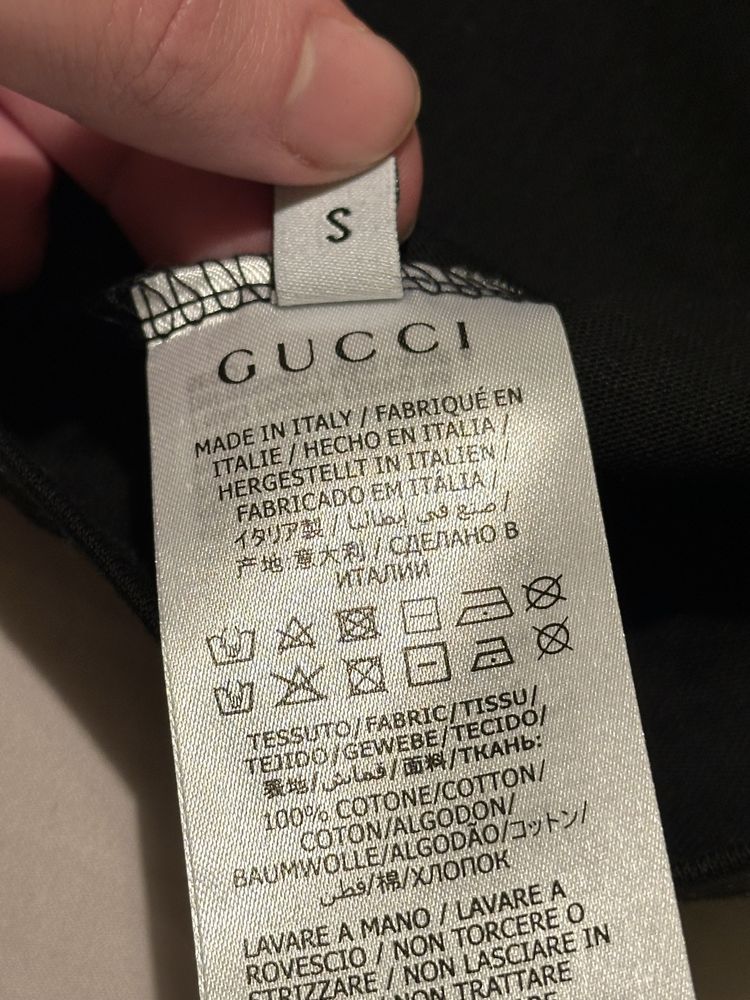 S
GUCCI
MADE IN ITALY / FABRIQUÉ EN
ITALIE / HECHO EN ITALIA /
HERGESTELLT IN ITALIEN /
FABRICADO EM ITÁLIA /
イタリア製 / صنع في إيطاليا /
产地 意大利 / СДЕЛАНО В
ИТАЛИИ
TESSUTO/FABRIC/TISSU/
TEJIDO/GEWEBE/TECIDO/
表地/قماش/面料/ТКАНЬ:
100% COTONE/COTTON/
COTON/ALGODON/
BAUMWOLLE/ALGODÃO/コットン/
قطن/棉/ХЛОПОК
LAVARE A MANO / LAVARE A
ROVESCIO / NON TORCERE O
STRIZZARE / NON LASCIARE IN
NON TRATTARE